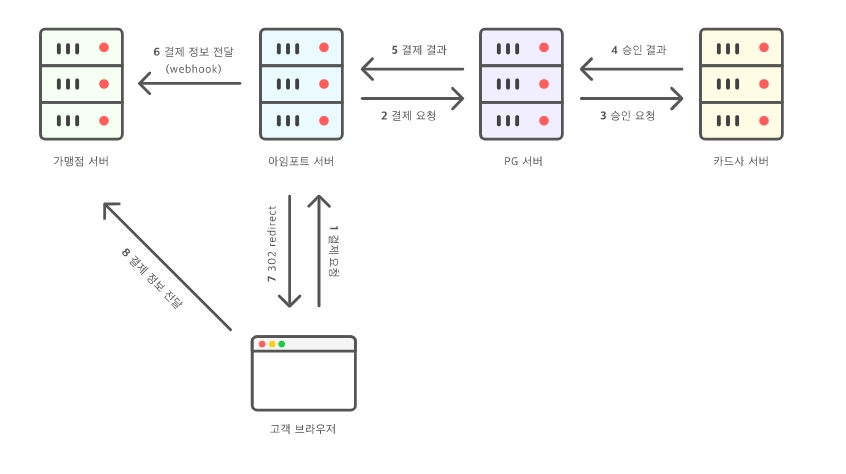 6 결제 정보 전달
(webhook)
5 결제 결과
4 승인 결과
2 결제 요청
3 승인 요청
가맹점 서버
아임포트 서버
PG 서버
카드사 서버
8 결제 정보 전달
7 302 redirect
1 결제 요청
고객 브라우저